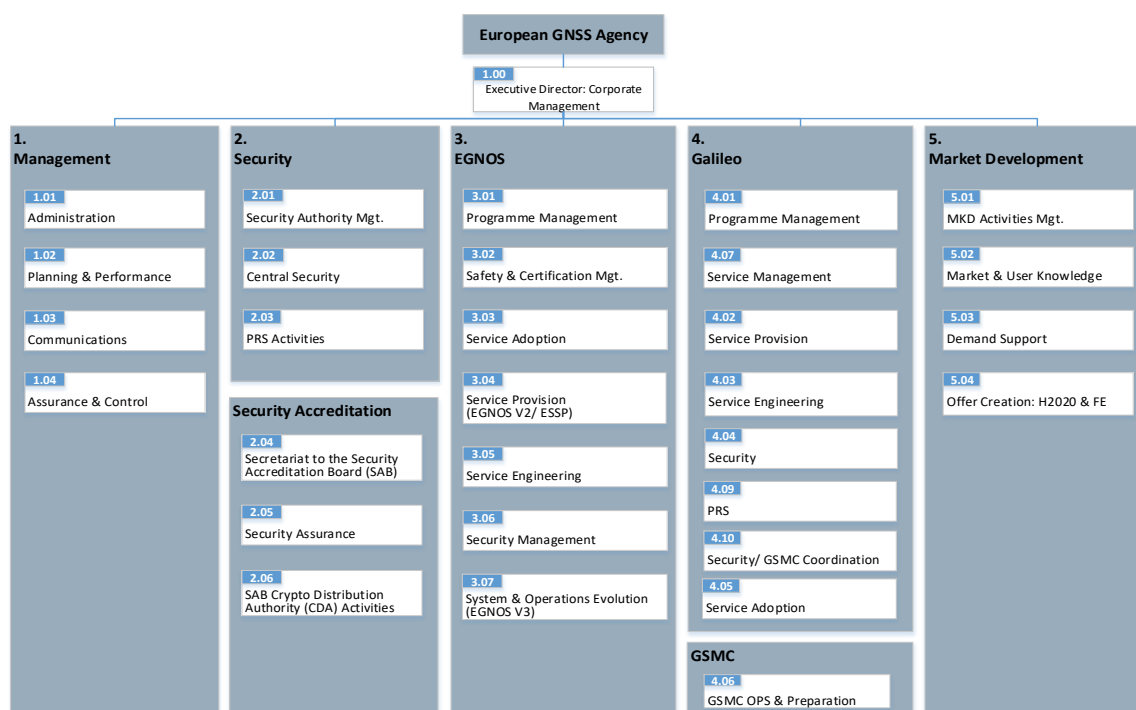 European GNSS Agency
1.00
Executive Director: Corporate
Management
1.
Management
1.01
Administration
1.02
Planning & Performance
1.03
Communications
1.04
Assurance & Control
2.
Security
2.01
Security Authority Mgt.
2.02
Central Security
2.03
PRS Activities
Security Accreditation
2.04
Secretariat to the Security
Accreditation Board (SAB)
2.05
Security Assurance
2.06
SAB Crypto Distribution
Authority (CDA) Activities
3.
EGNOS
3.01
Programme Management
3.02
Safety & Certification Mgt.
3.03
Service Adoption
3.04
Service Provision
(EGNOS V2/ ESSP)
3.05
Service Engineering
3.06
Security Management
3.07
System & Operations Evolution
(EGNOS V3)
4.
Galileo
4.01
Programme Management
4.07
Service Management
4.02
Service Provision
4.03
Service Engineering
4.04
Security
4.09
PRS
4.10
Security/ GSMC Coordination
4.05
Service Adoption
GSMC
4.06
GSMC OPS & Preparation
5.
Market Development
5.01
MKD Activities Mgt.
5.02
Market & User Knowledge
5.03
Demand Support
5.04
Offer Creation: H2020 & FE